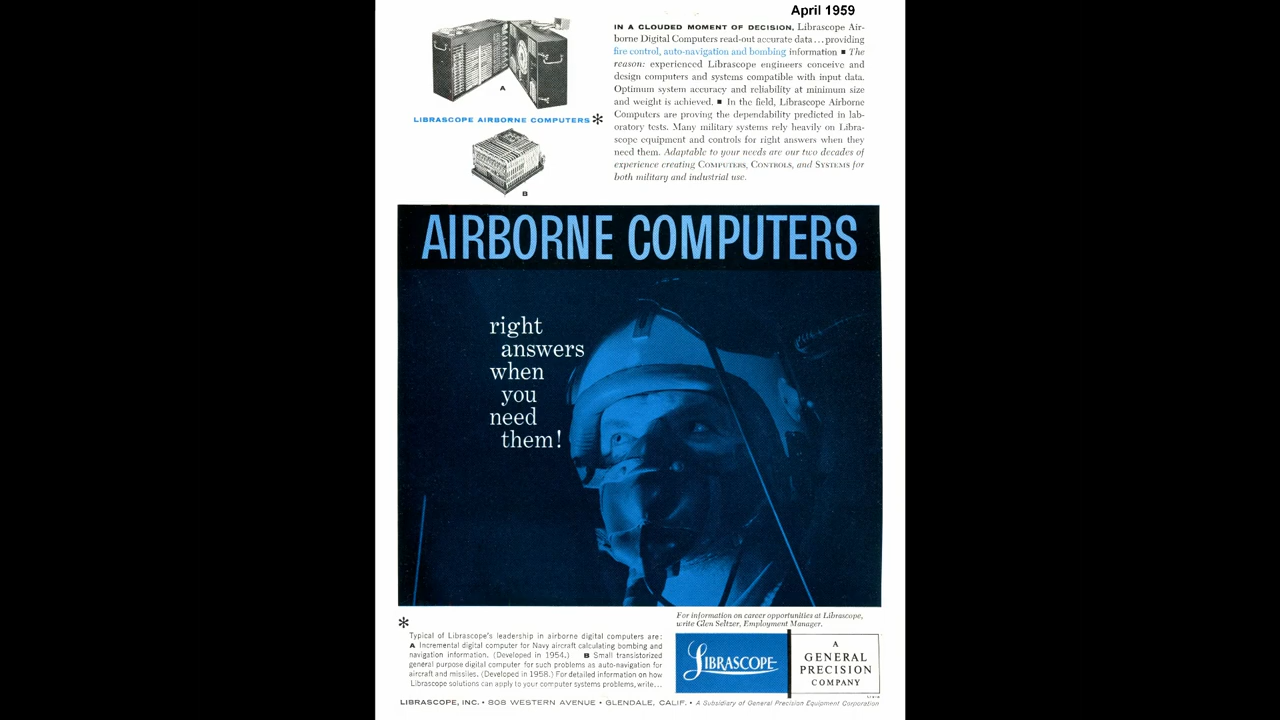 April 1959
IN A CLOUDED MOMENT OF DECISION, Librascope Air-
borne Digital Computers read-out accurate data...providing
fire control, auto-navigation and bombing information ■ The
reason: experienced Librascope engineers conceive and
design computers and systems compatible with input data.
Optimum system accuracy and reliability at minimum size
and weight is achieved. ■ In the field, Librascope Airborne
Computers are proving the dependability predicted in lab-
oratory tests. Many military systems rely heavily on Libra-
scope equipment and controls for right answers when they
need them. Adaptable to your needs are our two decades of
experience creating COMPUTERS, CONTROLS, and SYSTEMS for
both military and industrial use.
A
LIBRASCOPE AIRBORNE COMPUTERS *
B
AIRBORNE COMPUTERS
right
answers
when
you
need
them!
For information on career opportunities at Librascope,
write Glen Seltzer, Employment Manager.
*
Typical of Librascope's leadership in airborne digital computers are:
A Incremental digital computer for Navy aircraft calculating bombing and
navigation information. (Developed in 1954.) B Small transistorized
general purpose digital computer for such problems as auto-navigation for
aircraft and missiles. (Developed in 1958.) For detailed information on how
Librascope solutions can apply to your computer systems problems, write...
LIBRASCOPE
A
GENERAL
PRECISION
COMPANY
LIBRASCOPE, INC. • 808 WESTERN AVENUE • GLENDALE, CALIF. • A Subsidiary of General Precision Equipment Corporation